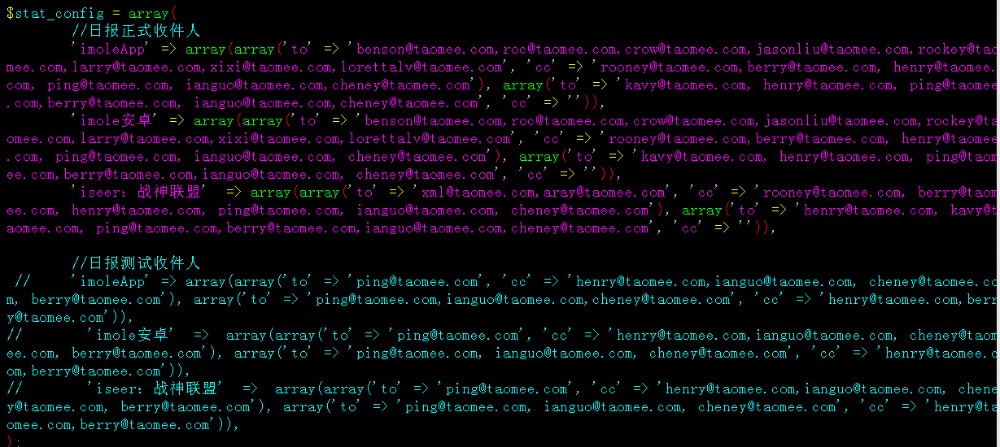 $stat_config = array(
//日报正式收件人
'imoleApp' => array(array('to' => 'benson@taomee.com,roc@taomee.com,crow@taomee.com,jasonliu@taomee.com,rockey@tao
mee.com,larry@taomee.com,xixi@taomee.com,lorettalv@taomee.com', 'cc' => 'rooney@taomee.com,berry@taomee.com, henry@taomee.
com, ping@taomee.com, ianguo@taomee.com,cheney@taomee.com'), array('to' => 'kavy@taomee.com, henry@taomee.com, ping@taomee
.com,berry@taomee.com, ianguo@taomee.com,cheney@taomee.com', 'cc' => '')),
'imole安卓' => array(array('to' => 'benson@taomee.com,roc@taomee.com,crow@taomee.com,jasonliu@taomee.com,rockey@ta
omee.com,larry@taomee.com,xixi@taomee.com,lorettalv@taomee.com', 'cc' => 'rooney@taomee.com,berry@taomee.com, henry@taomee
.com, ping@taomee.com, ianguo@taomee.com, cheney@taomee.com'), array('to' => 'kavy@taomee.com, henry@taomee.com, ping@taom
ee.com,berry@taomee.com,ianguo@taomee.com, cheney@taomee.com', 'cc' => '')),
'iseer：战神联盟' => array(array('to' => 'xml@taomee.com,aray@taomee.com', 'cc' => 'rooney@taomee.com, berry@taom
ee.com, henry@taomee.com, ping@taomee.com, ianguo@taomee.com, cheney@taomee.com'), array('to' => 'henry@taomee.com, kavy@t
aomee.com, ping@taomee.com,berry@taomee.com,ianguo@taomee.com,cheney@taomee.com', 'cc' => '')),
//日报测试收件人
// 'imoleApp' => array(array('to' => 'ping@taomee.com', 'cc' => 'henry@taomee.com,ianguo@taomee.com, cheney@taomee.co
m, berry@taomee.com'), array('to' => 'ping@taomee.com,ianguo@taomee.com,cheney@taomee.com', 'cc' => 'henry@taomee.com,berr
y@taomee.com')),
// 'imole安卓' => array(array('to' => 'ping@taomee.com', 'cc' => 'henry@taomee.com,ianguo@taomee.com, cheney@taom
ee.com, berry@taomee.com'), array('to' => 'ping@taomee.com, ianguo@taomee.com, cheney@taomee.com', 'cc' => 'henry@taomee.c
om,berry@taomee.com')),
// 'iseer：战神联盟' => array(array('to' => 'ping@taomee.com', 'cc' => 'henry@taomee.com,ianguo@taomee.com, chene
y@taomee.com, berry@taomee.com'), array('to' => 'ping@taomee.com, ianguo@taomee.com, cheney@taomee.com', 'cc' => 'henry@ta
omee.com,berry@taomee.com')),
);